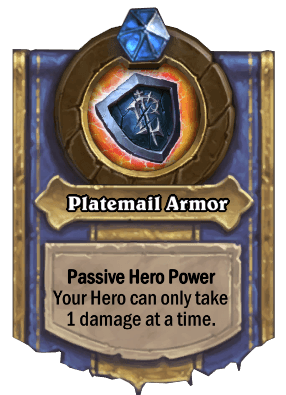 Platemail Armor
Passive Hero Power
Your Hero can only take
1 damage at a time.